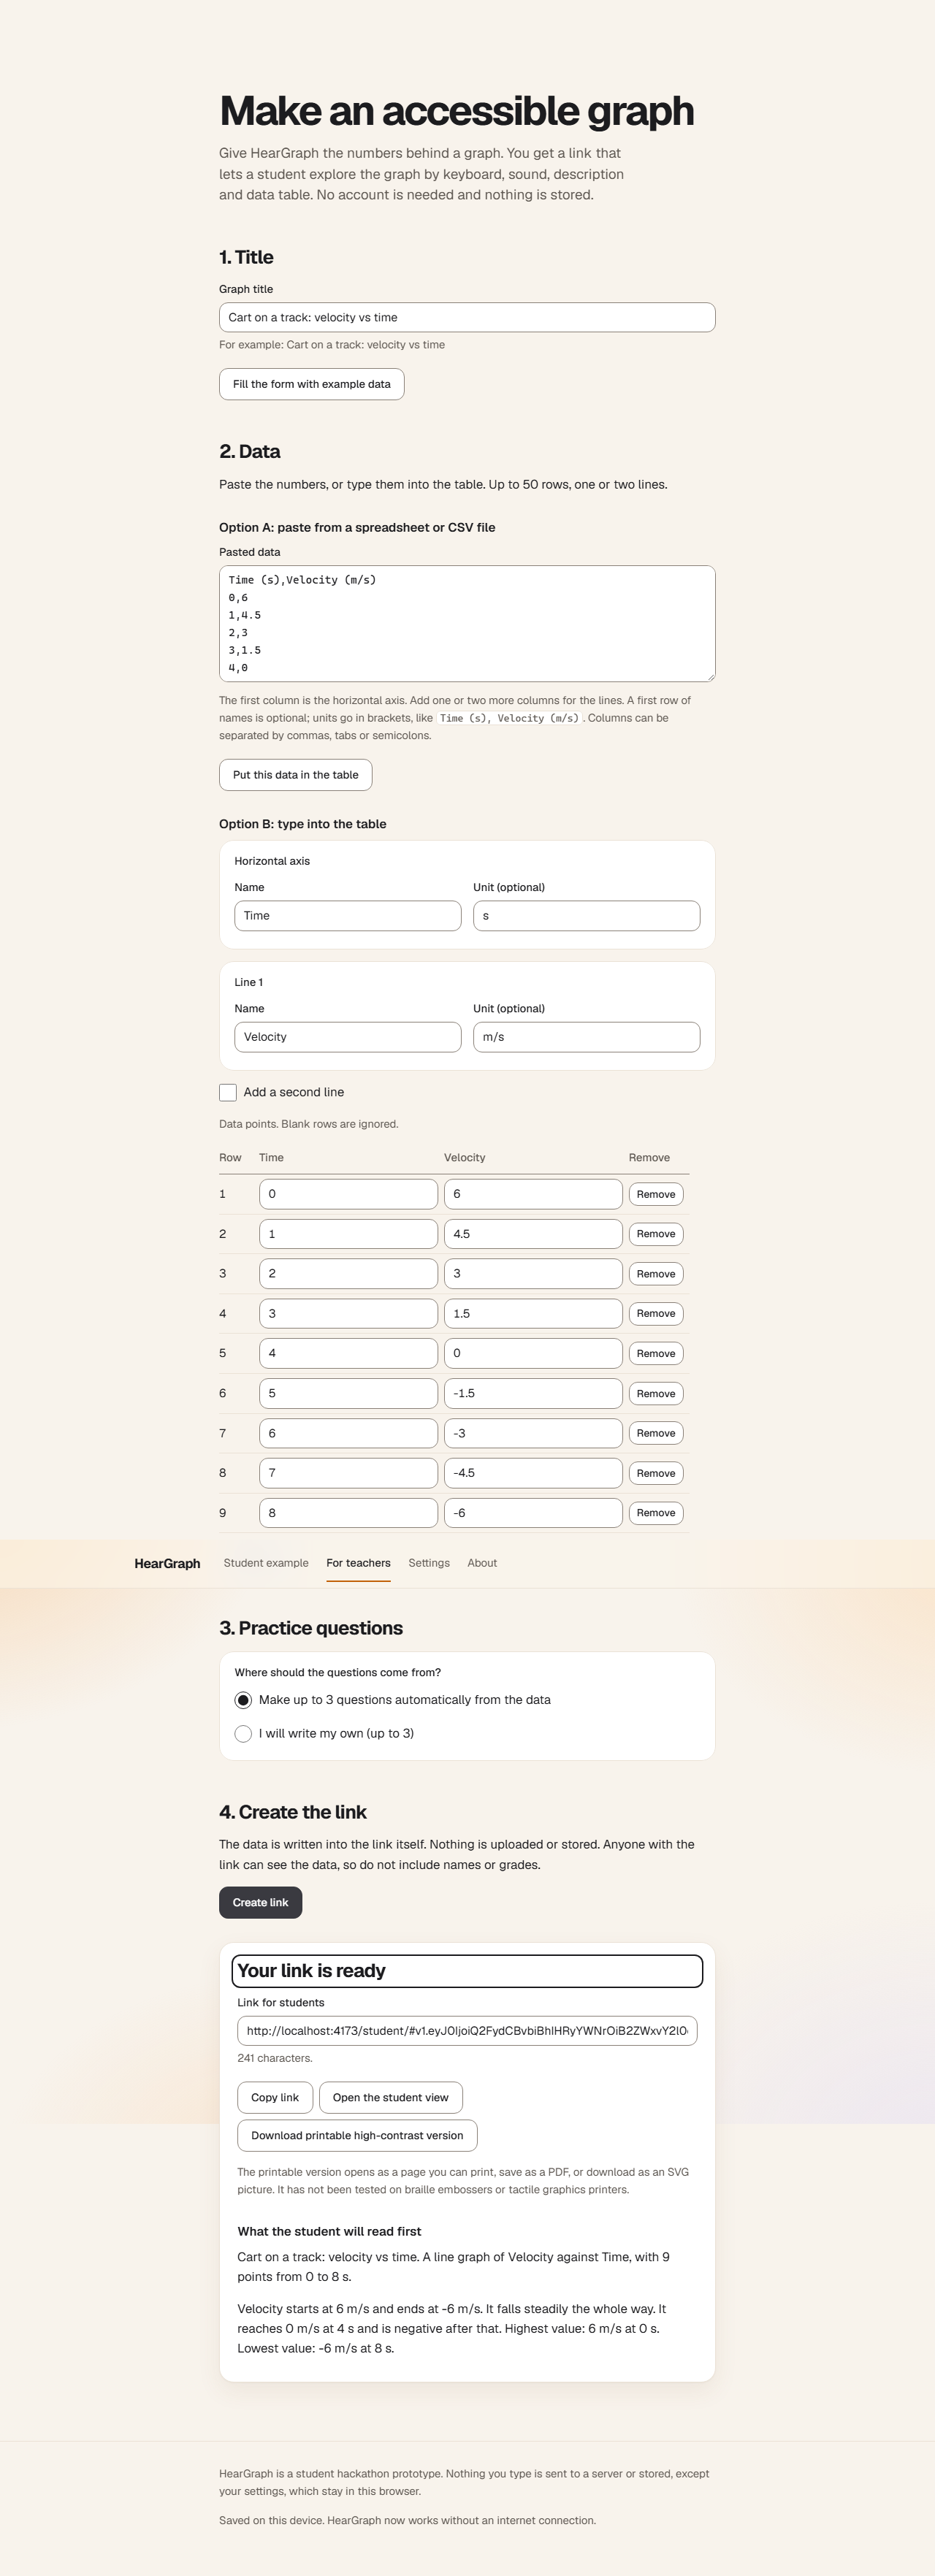 Make an accessible graph
Give HearGraph the numbers behind a graph. You get a link that
lets a student explore the graph by keyboard, sound, description
and data table. No account is needed and nothing is stored.
1. Title
Graph title
Cart on a track: velocity vs time
For example: Cart on a track: velocity vs time
Fill the form with example data
2. Data
Paste the numbers, or type them into the table. Up to 50 rows, one or two lines.
Option A: paste from a spreadsheet or CSV file
Pasted data
Time (s),Velocity (m/s)
0,6
1,4.5
2,3
3,1.5
4,0
The first column is the horizontal axis. Add one or two more columns for the lines. A first row of
names is optional; units go in brackets, like Time (s), Velocity (m/s). Columns can be
separated by commas, tabs or semicolons.
Put this data in the table
Option B: type into the table
Horizontal axis
Name Unit (optional)
Time s
Line 1
Name Unit (optional)
Velocity m/s
Add a second line
Data points. Blank rows are ignored.
Row Time Velocity Remove
1 0 6 Remove
2 1 4.5 Remove
3 2 3 Remove
4 3 1.5 Remove
5 4 0 Remove
6 5 -1.5 Remove
7 6 -3 Remove
8 7 -4.5 Remove
9 8 -6 Remove
HearGraph Student example For teachers Settings About
3. Practice questions
Where should the questions come from?
Make up to 3 questions automatically from the data
I will write my own (up to 3)
4. Create the link
The data is written into the link itself. Nothing is uploaded or stored. Anyone with the
link can see the data, so do not include names or grades.
Create link
Your link is ready
Link for students
241 characters.
Copy link Open the student view
Download printable high-contrast version
The printable version opens as a page you can print, save as a PDF, or download as an SVG
picture. It has not been tested on braille embossers or tactile graphics printers.
What the student will read first
Cart on a track: velocity vs time. A line graph of Velocity against Time, with 9
points from 0 to 8 s.
Velocity starts at 6 m/s and ends at -6 m/s. It falls steadily the whole way. It
reaches 0 m/s at 4 s and is negative after that. Highest value: 6 m/s at 0 s.
Lowest value: -6 m/s at 8 s.
HearGraph is a student hackathon prototype. Nothing you type is sent to a server or stored, except
your settings, which stay in this browser.
Saved on this device. HearGraph now works without an internet connection.